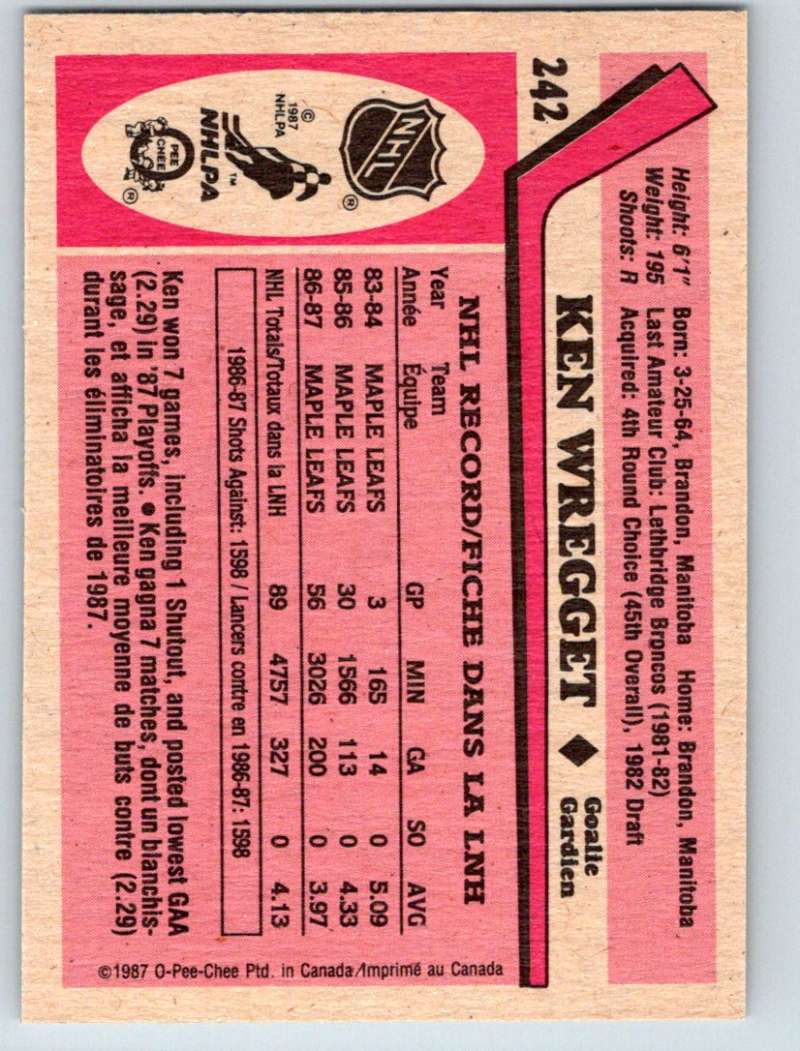 242
Height: 6'1" Born: 3-25-64, Brandon, Manitoba Home: Brandon, Manitoba
Weight: 195 Last Amateur Club: Lethbridge Broncos (1981-82)
Shoots: R Acquired: 4th Round Choice (45th Overall), 1982 Draft
KEN WREGGET ◆ Goalie
Gardien
NHL
®
© 1987
NHLPA
™
NHLPA
O PEE
CHEE
®
NHL RECORD/FICHE DANS LA LNH
Year Team GP MIN GA SO AVG
Année Équipe
83-84 MAPLE LEAFS 3 165 14 0 5.09
85-86 MAPLE LEAFS 30 1566 113 0 4.33
86-87 MAPLE LEAFS 56 3026 200 0 3.97
NHL Totals/Totaux dans la LNH 89 4757 327 0 4.13
1986-87 Shots Against: 1598 / Lancers contre en 1986-87: 1598
Ken won 7 games, including 1 Shutout, and posted lowest GAA
(2.29) in '87 Playoffs. ● Ken gagna 7 matches, dont un blanchis-
sage, et afficha la meilleure moyenne de buts contre (2.29)
durant les éliminatoires de 1987.
©1987 O-Pee-Chee Ptd. in Canada/Imprimé au Canada